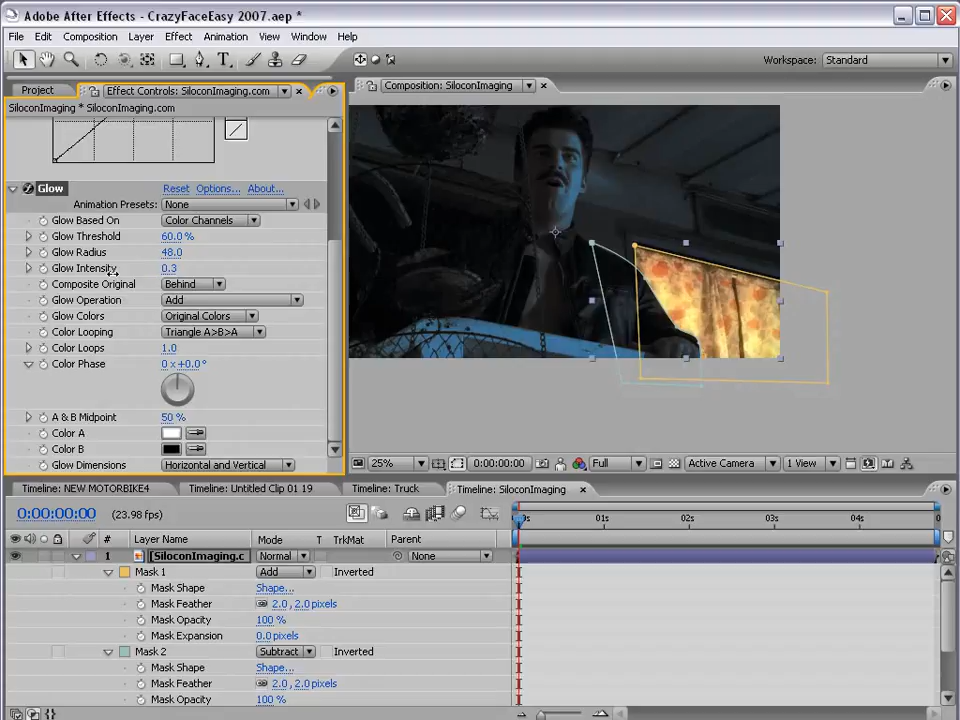 Adobe After Effects - CrazyFaceEasy 2007.aep *
File Edit Composition Layer Effect Animation View Window Help
Workspace: Standard
Project Effect Controls: SiloconImaging.com
Composition: SiloconImaging
SiloconImaging * SiloconImaging.com
Glow Reset Options... About...
Animation Presets: None
Glow Based On Color Channels
Glow Threshold 60.0 %
Glow Radius 48.0
Glow Intensity 0.3
Composite Original Behind
Glow Operation Add
Glow Colors Original Colors
Color Looping Triangle A>B>A
Color Loops 1.0
Color Phase 0 x+0.0°
A & B Midpoint 50 %
Color A
Color B
Glow Dimensions Horizontal and Vertical
25% 0:00:00:00 Full Active Camera 1 View
Timeline: NEW MOTORBIKE4 Timeline: Untitled Clip 01 19 Timeline: Truck Timeline: SiloconImaging
0:00:00:00 (23.98 fps)
01s 02s 03s 04s
# Layer Name Mode T TrkMat Parent
1 [SiloconImaging.c Normal None
Mask 1 Add Inverted
Mask Shape Shape...
Mask Feather 2.0, 2.0 pixels
Mask Opacity 100 %
Mask Expansion 0.0 pixels
Mask 2 Subtract Inverted
Mask Shape Shape...
Mask Feather 2.0, 2.0 pixels
Mask Opacity 100 %